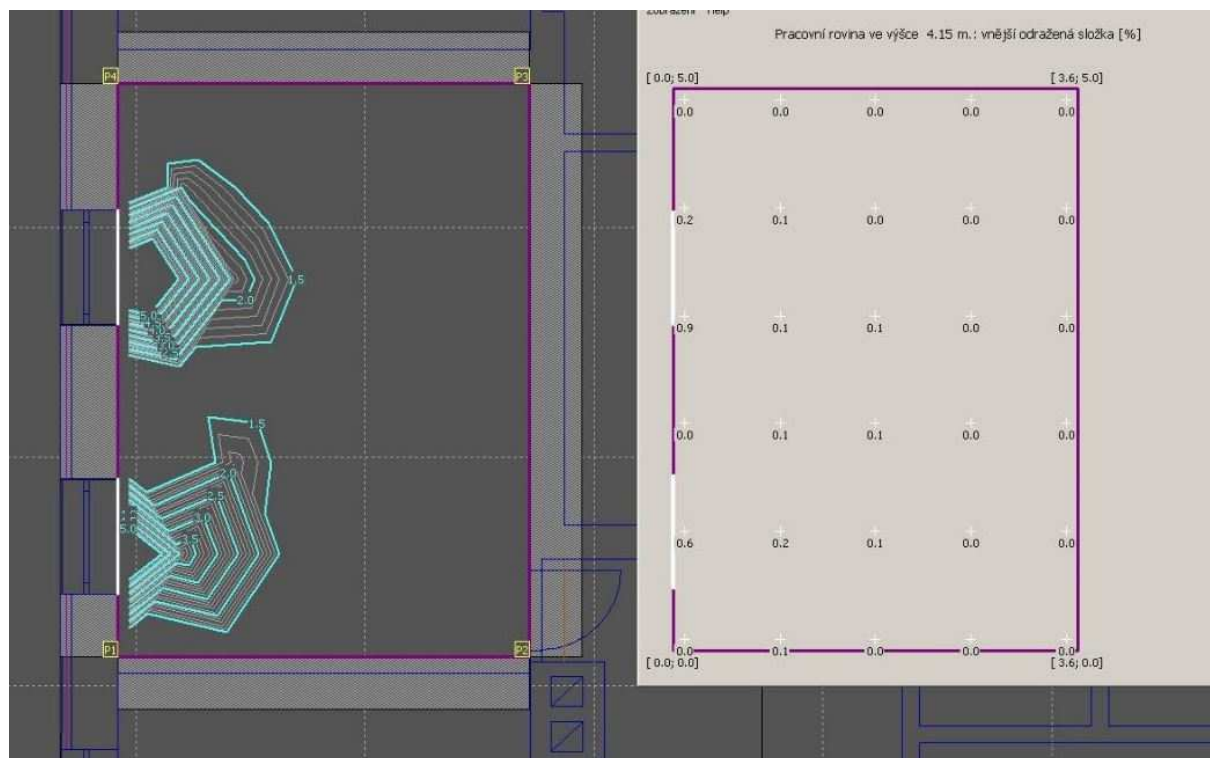 Zobrazení Help
Pracovní rovina ve výšce 4.15 m.: vnější odražená složka [%]
[ 0.0; 5.0] [ 3.6; 5.0]
0.0 0.0 0.0 0.0 0.0
0.2 0.1 0.0 0.0 0.0
0.9 0.1 0.1 0.0 0.0
0.0 0.1 0.1 0.0 0.0
0.6 0.2 0.1 0.0 0.0
0.0 0.1 0.0 0.0 0.0
[ 0.0; 0.0] [ 3.6; 0.0]
P4 P3
1.5
2.0
5.0
1.5
2.0
2.5
3.0
3.5
5.0
P1 P2